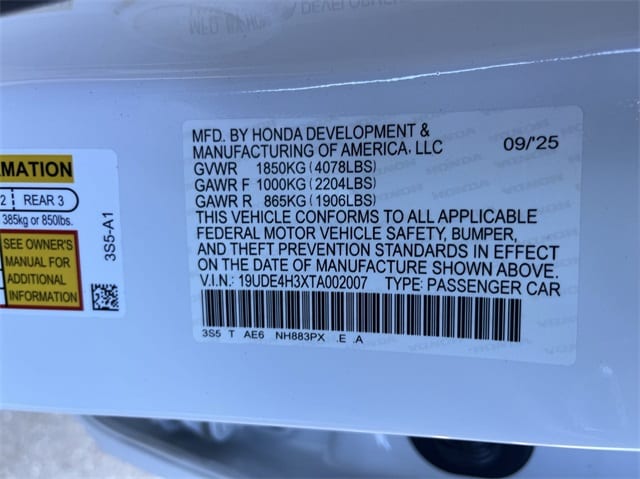 MFD. BY HONDA DEVELOPMENT &
MANUFACTURING OF AMERICA, LLC 09/'25
GVWR 1850KG (4078LBS)
GAWR F 1000KG (2204LBS)
GAWR R 865KG (1906LBS)
THIS VEHICLE CONFORMS TO ALL APPLICABLE
FEDERAL MOTOR VEHICLE SAFETY, BUMPER,
AND THEFT PREVENTION STANDARDS IN EFFECT
ON THE DATE OF MANUFACTURE SHOWN ABOVE.
V.I.N.: 19UDE4H3XTA002007 TYPE: PASSENGER CAR
3S5 T AE6 NH883PX .E .A
RMATION
2 REAR 3
385kg or 850lbs.
SEE OWNER'S
MANUAL FOR
ADDITIONAL
INFORMATION
3S5-A1